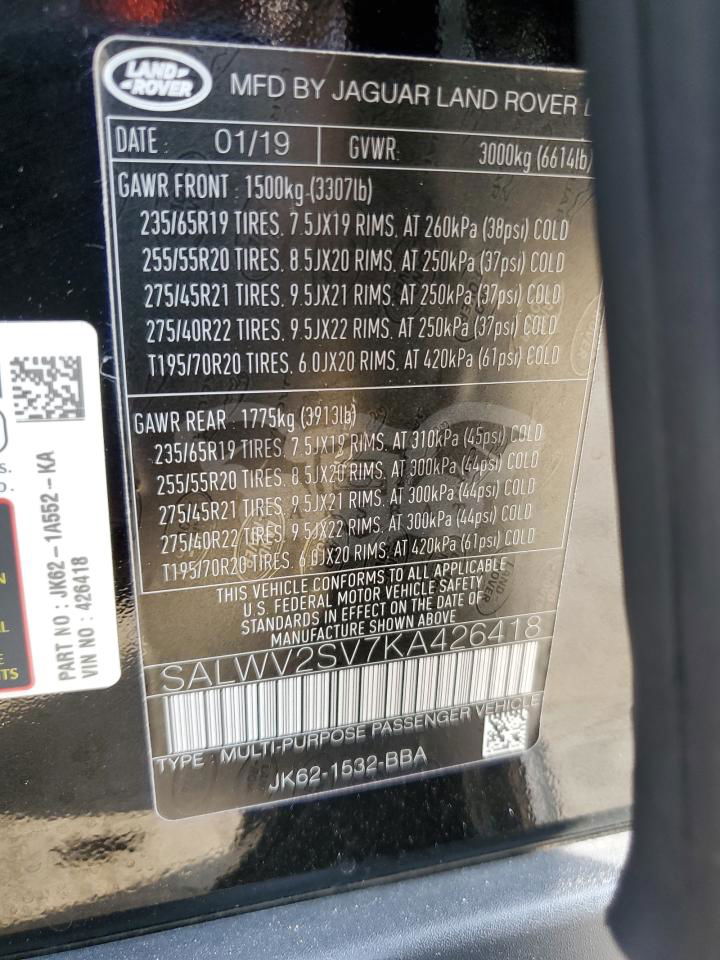 LAND ROVER
MFD BY JAGUAR LAND ROVER
DATE : 01/19 GVWR: 3000kg (6614lb)
GAWR FRONT : 1500kg-(3307lb)
235/65R19 TIRES, 7.5JX19 RIMS, AT 260kPa (38psi) COLD
255/55R20 TIRES, 8.5JX20 RIMS, AT 250kPa (37psi) COLD
275/45R21 TIRES, 9.5JX21 RIMS, AT 250kPa (37psi) COLD
275/40R22 TIRES, 9.5JX22 RIMS, AT 250kPa (37psi) COLD
T195/70R20 TIRES, 6.0JX20 RIMS, AT 420kPa (61psi) COLD
GAWR REAR : 1775kg (3913lb)
235/65R19 TIRES, 7.5JX19 RIMS, AT 310kPa (45psi) COLD
255/55R20 TIRES, 8.5JX20 RIMS, AT 300kPa (44psi) COLD
275/45R21 TIRES, 9.5JX21 RIMS, AT 300kPa (44psi) COLD
275/40R22 TIRES, 9.5JX22 RIMS, AT 300kPa (44psi) COLD
T195/70R20 TIRES, 6.0JX20 RIMS, AT 420kPa (61psi) COLD
THIS VEHICLE CONFORMS TO ALL APPLICABLE
U.S. FEDERAL MOTOR VEHICLE SAFETY
STANDARDS IN EFFECT ON THE DATE OF
MANUFACTURE SHOWN ABOVE
SALWV2SV7KA426418
TYPE : MULTI-PURPOSE PASSENGER VEHICLE
JK62-1532-BBA
PART NO : JK62-1A552-KA
VIN NO : 426418